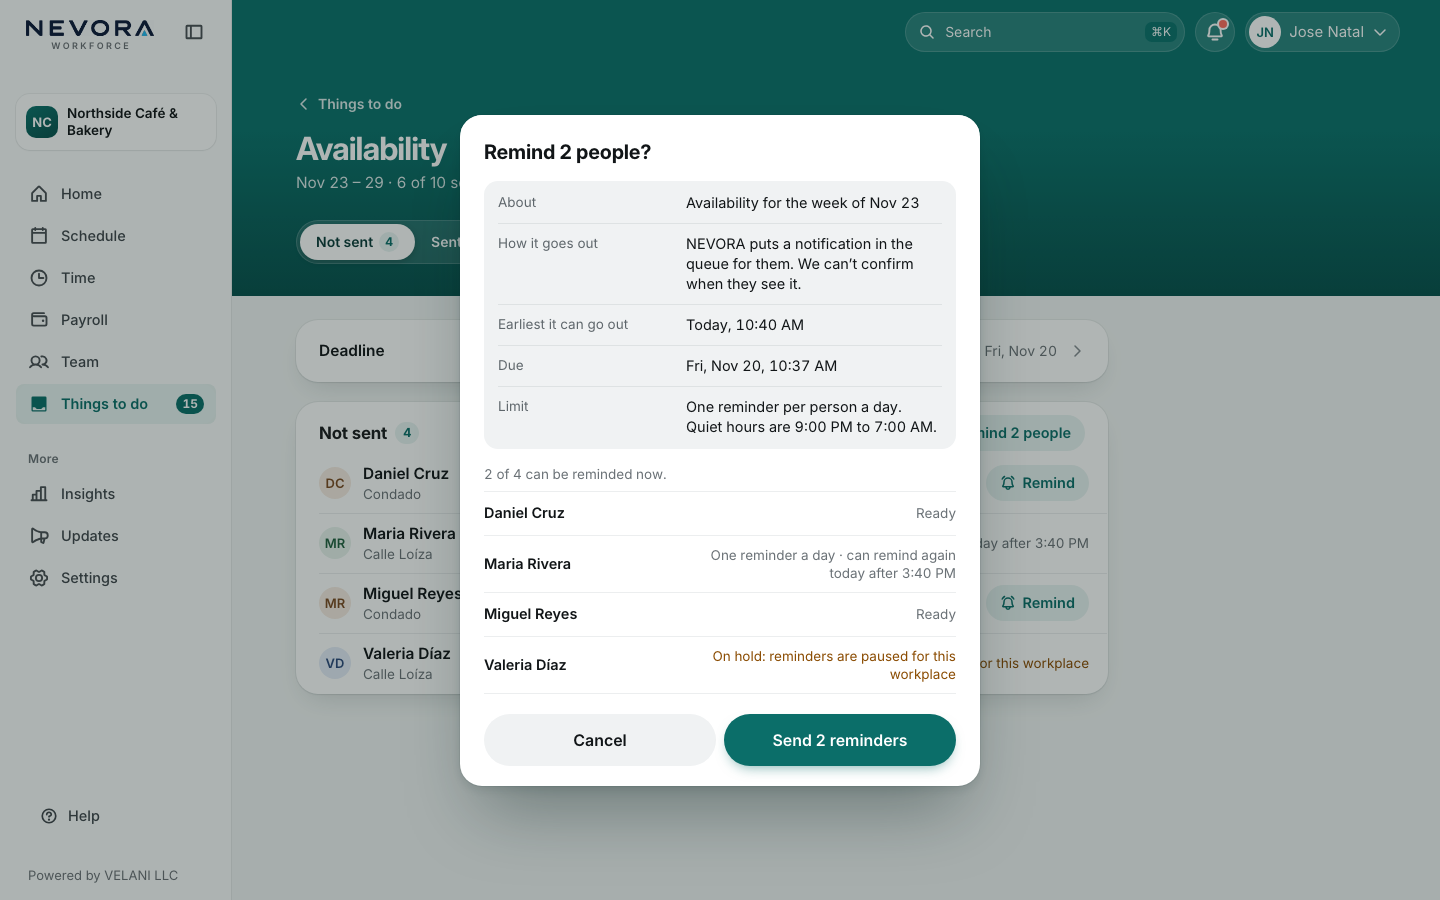 NEVORA
WORKFORCE
Search
⌘K
JN
Jose Natal
NC
Northside Café &
Bakery
Home
Schedule
Time
Payroll
Team
Things to do
15
More
Insights
Updates
Settings
Help
Powered by VELANI LLC
Things to do
Availability
Nov 23 – 29 · 6 of 10
Not sent 4
Sent
Deadline
Fri, Nov 20
Not sent 4
2 people
DC
Daniel Cruz
Condado
Remind
MR
Maria Rivera
Calle Loíza
after 3:40 PM
MR
Miguel Reyes
Condado
Remind
VD
Valeria Díaz
Calle Loíza
for this workplace
Remind 2 people?
About
Availability for the week of Nov 23
How it goes out
NEVORA puts a notification in the
queue for them. We can’t confirm
when they see it.
Earliest it can go out
Today, 10:40 AM
Due
Fri, Nov 20, 10:37 AM
Limit
One reminder per person a day.
Quiet hours are 9:00 PM to 7:00 AM.
2 of 4 can be reminded now.
Daniel Cruz
Ready
Maria Rivera
One reminder a day · can remind again
today after 3:40 PM
Miguel Reyes
Ready
Valeria Díaz
On hold: reminders are paused for this
workplace
Cancel
Send 2 reminders